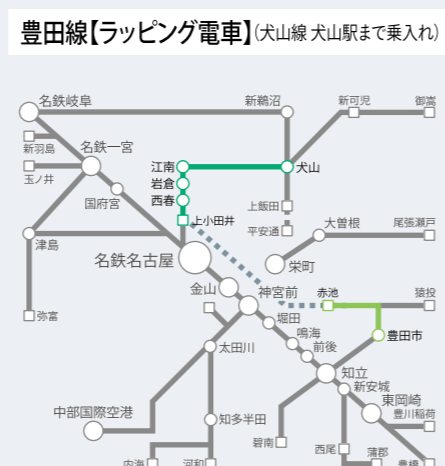 豊田線【ラッピング電車】(犬山線 犬山駅まで乗入れ)
名鉄岐阜
新鵜沼
新可児
御嵩
新羽島
名鉄一宮
江南
犬山
玉ノ井
岩倉
国府宮
西春
上飯田
上小田井
平安通
大曽根
尾張瀬戸
津島
名鉄名古屋
栄町
金山
神宮前
赤池
猿投
弥富
堀田
鳴海
豊田市
前後
太田川
知立
新安城
東岡崎
中部国際空港
豊川稲荷
知多半田
碧南
西尾
蒲郡
内海
河和
豊橋